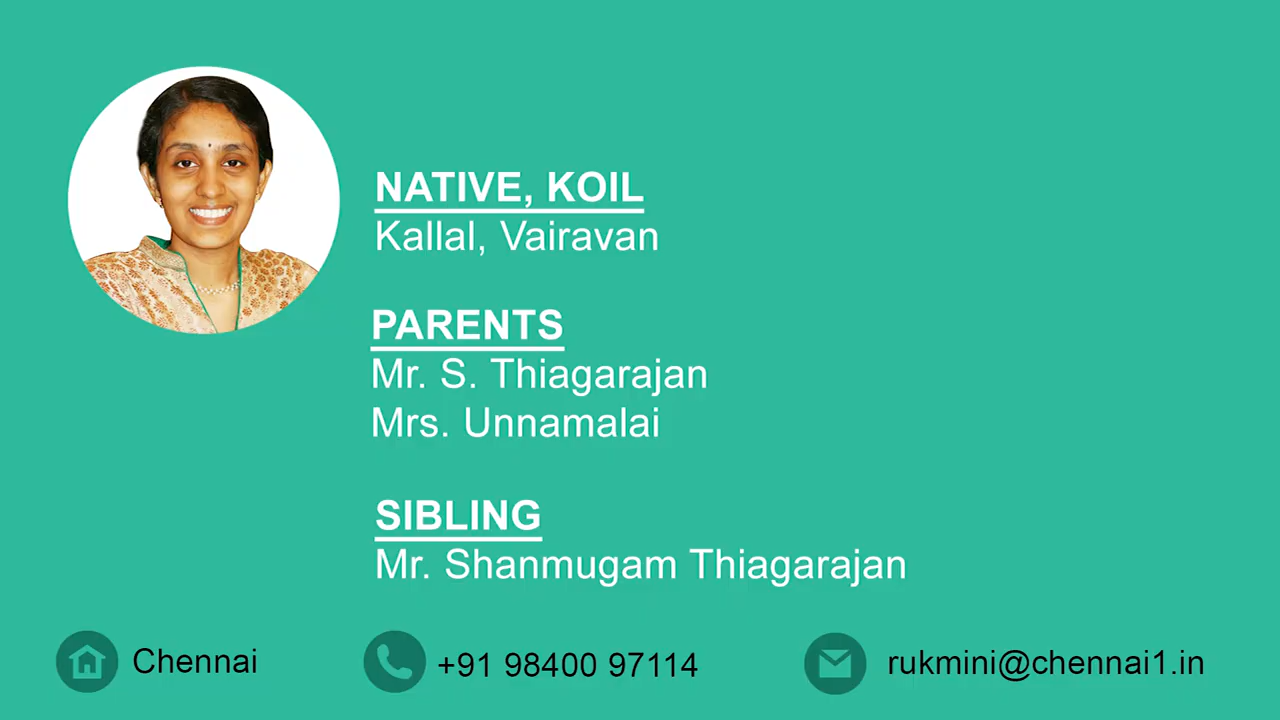 NATIVE, KOIL
Kallal, Vairavan
PARENTS
Mr. S. Thiagarajan
Mrs. Unnamalai
SIBLING
Mr. Shanmugam Thiagarajan
Chennai
+91 98400 97114
rukmini@chennai1.in